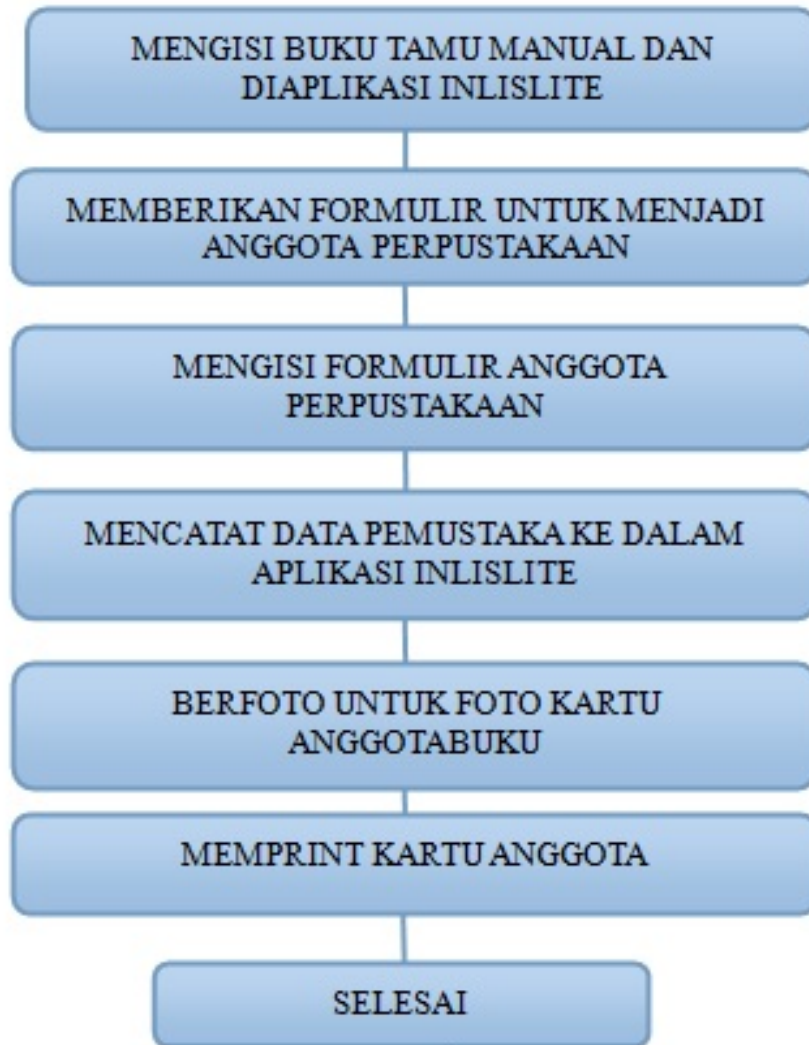 MENGISI BUKU TAMU MANUAL DAN
DIAPLIKASI INLISLITE
MEMBERIKAN FORMULIR UNTUK MENJADI
ANGGOTA PERPUSTAKAAN
MENGISI FORMULIR ANGGOTA
PERPUSTAKAAN
MENCATAT DATA PEMUSTAKA KE DALAM
APLIKASI INLISLITE
BERFOTO UNTUK FOTO KARTU
ANGGOTABUKU
MEMPRINT KARTU ANGGOTA
SELESAI